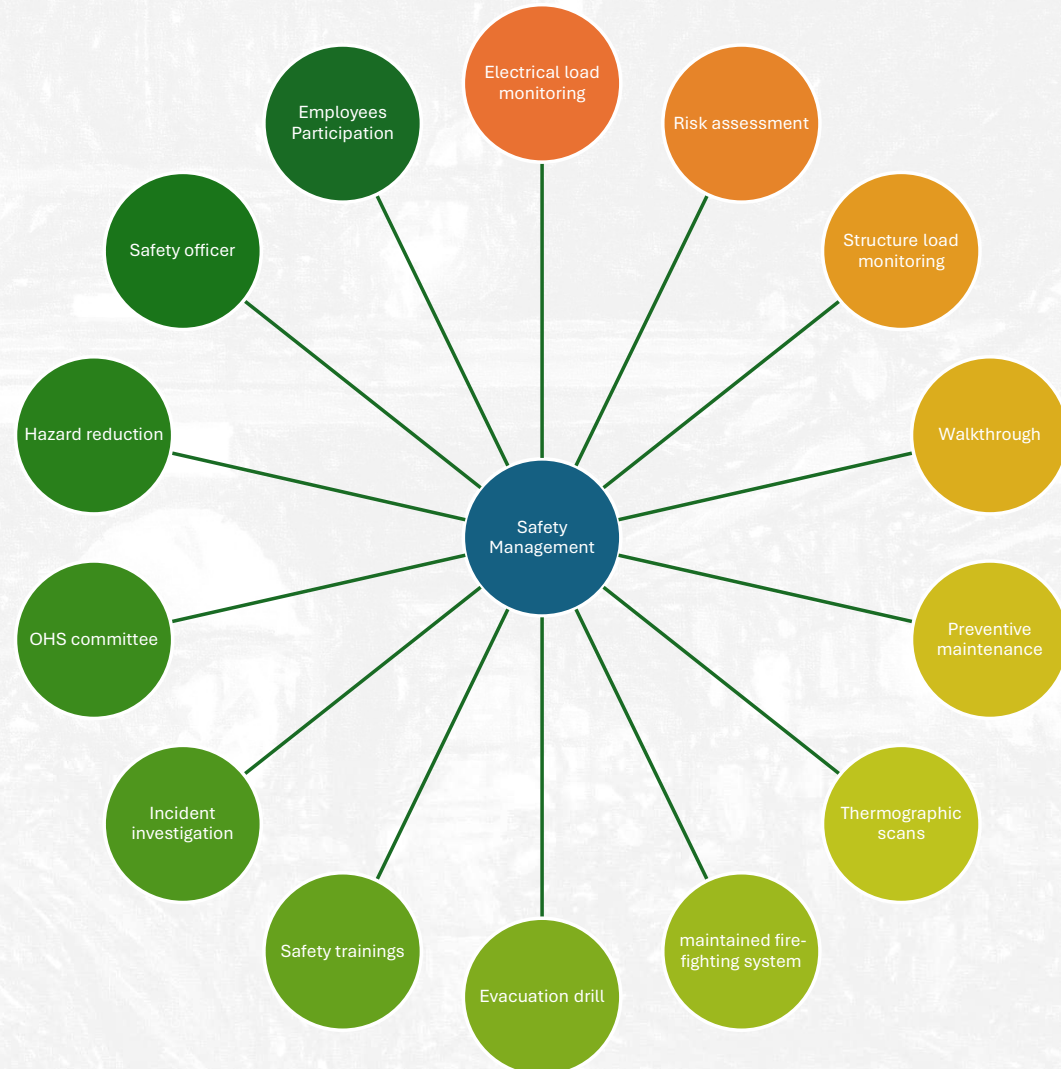 Electrical load
monitoring
Risk assessment
Structure load
monitoring
Walkthrough
Preventive
maintenance
Thermographic
scans
maintained fire-
fighting system
Evacuation drill
Safety trainings
Incident
investigation
OHS committee
Hazard reduction
Safety officer
Employees
Participation
Safety
Management